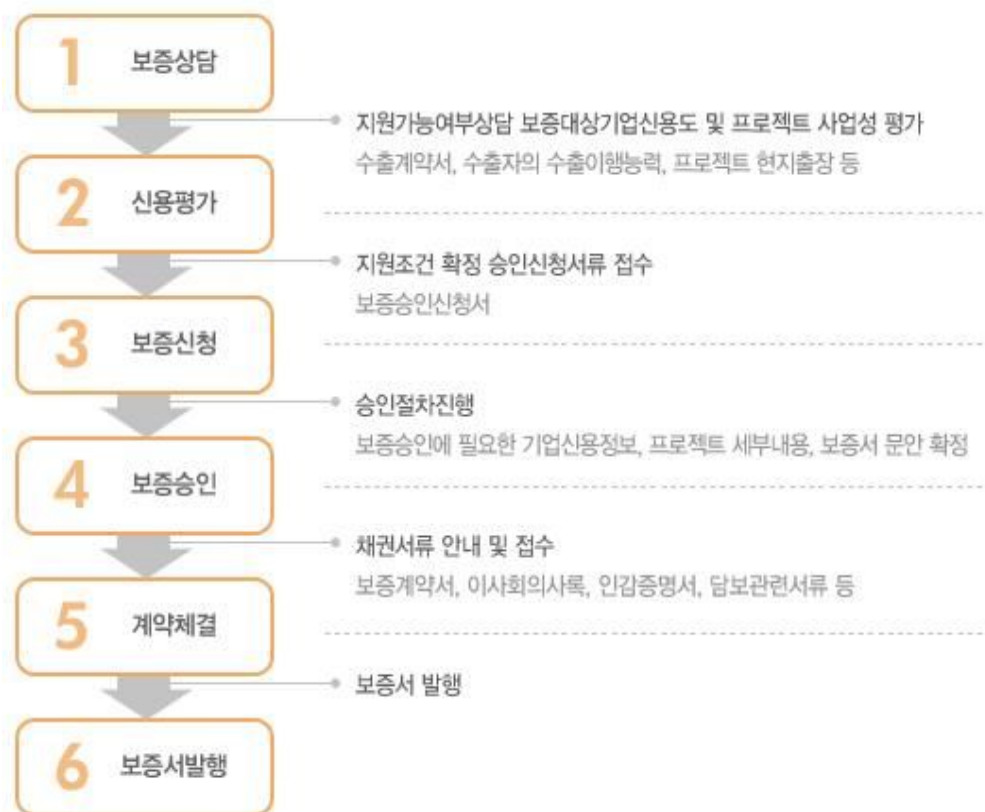 1 보증상담
지원가능여부상담 보증대상기업신용도 및 프로젝트 사업성 평가
수출계약서, 수출자의 수출이행능력, 프로젝트 현지출장 등
2 신용평가
지원조건 확정 승인신청서류 접수
보증승인신청서
3 보증신청
승인절차진행
보증승인에 필요한 기업신용정보, 프로젝트 세부내용, 보증서 문안 확정
4 보증승인
채권서류 안내 및 접수
보증계약서, 이사회의사록, 인감증명서, 담보관련서류 등
5 계약체결
보증서 발행
6 보증서발행